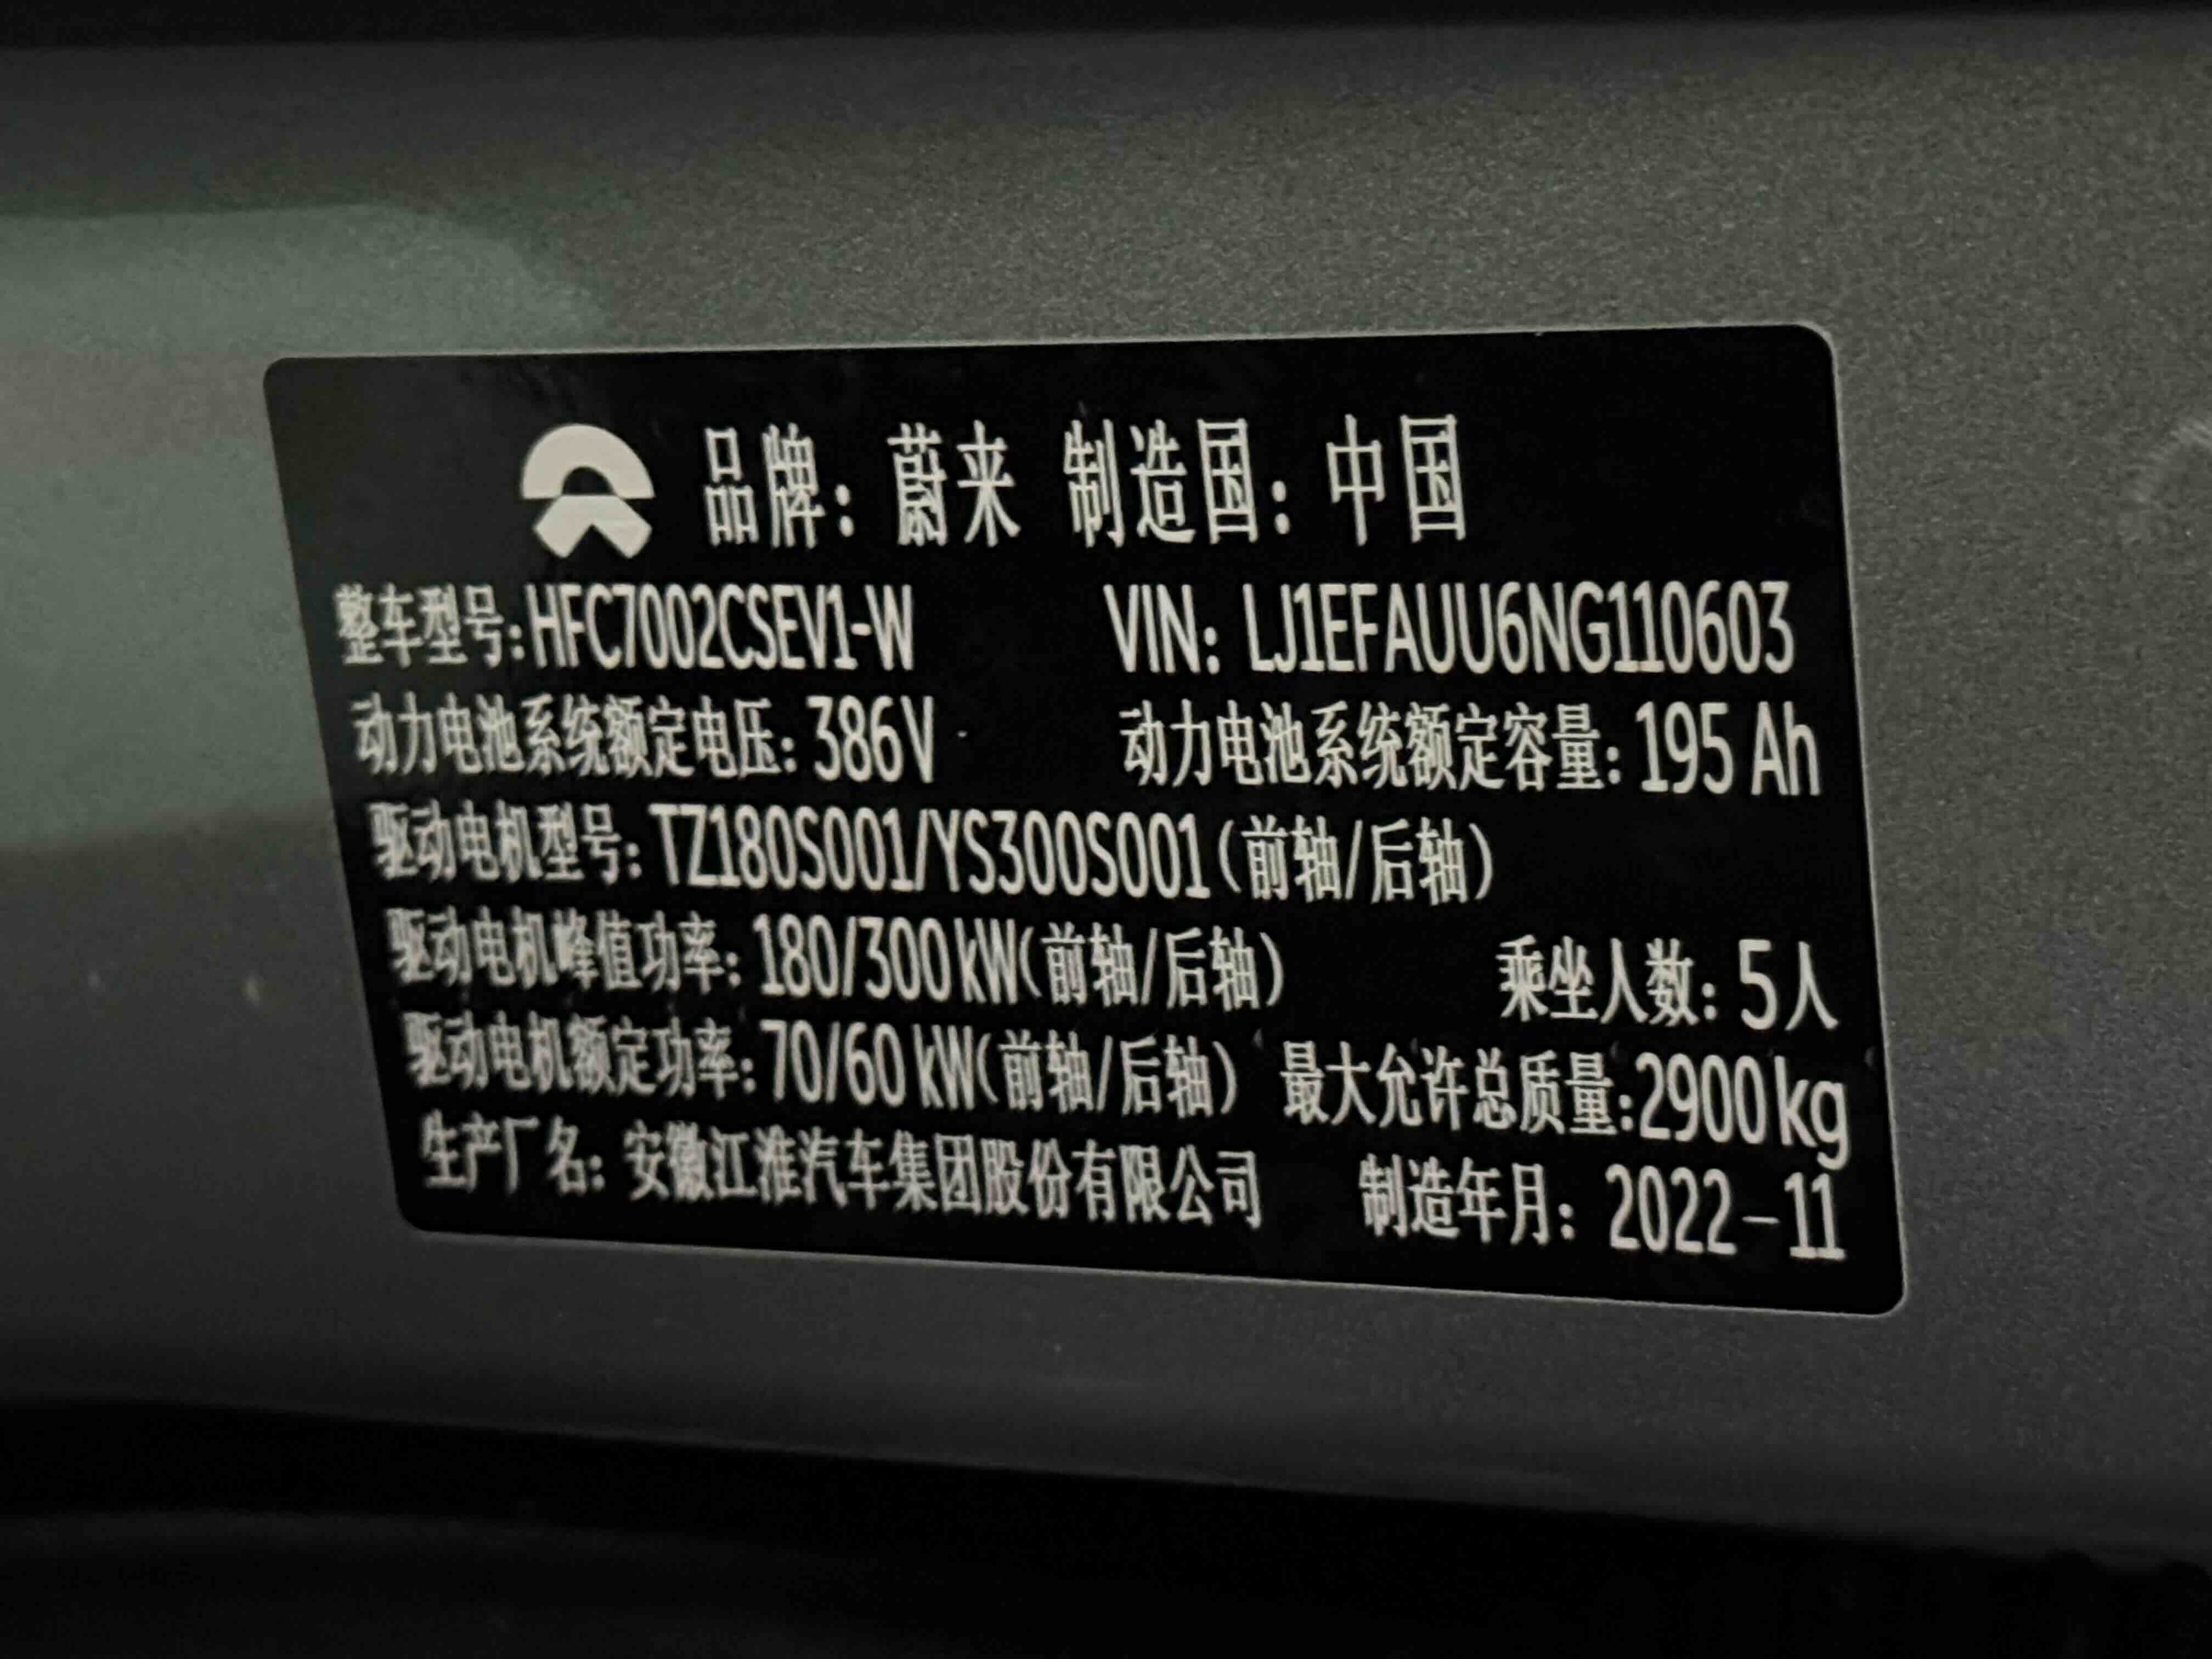 品牌：蔚来 制造国：中国
整车型号：HFC7002CSEV1-W VIN：LJ1EFAUU6NG110603
动力电池系统额定电压：386V 动力电池系统额定容量：195 Ah
驱动电机型号：TZ180S001/YS300S001（前轴/后轴）
驱动电机峰值功率：180/300kW（前轴/后轴） 乘坐人数：5人
驱动电机额定功率：70/60 kW（前轴/后轴） 最大允许总质量：2900kg
生产厂名：安徽江淮汽车集团股份有限公司 制造年月：2022-11